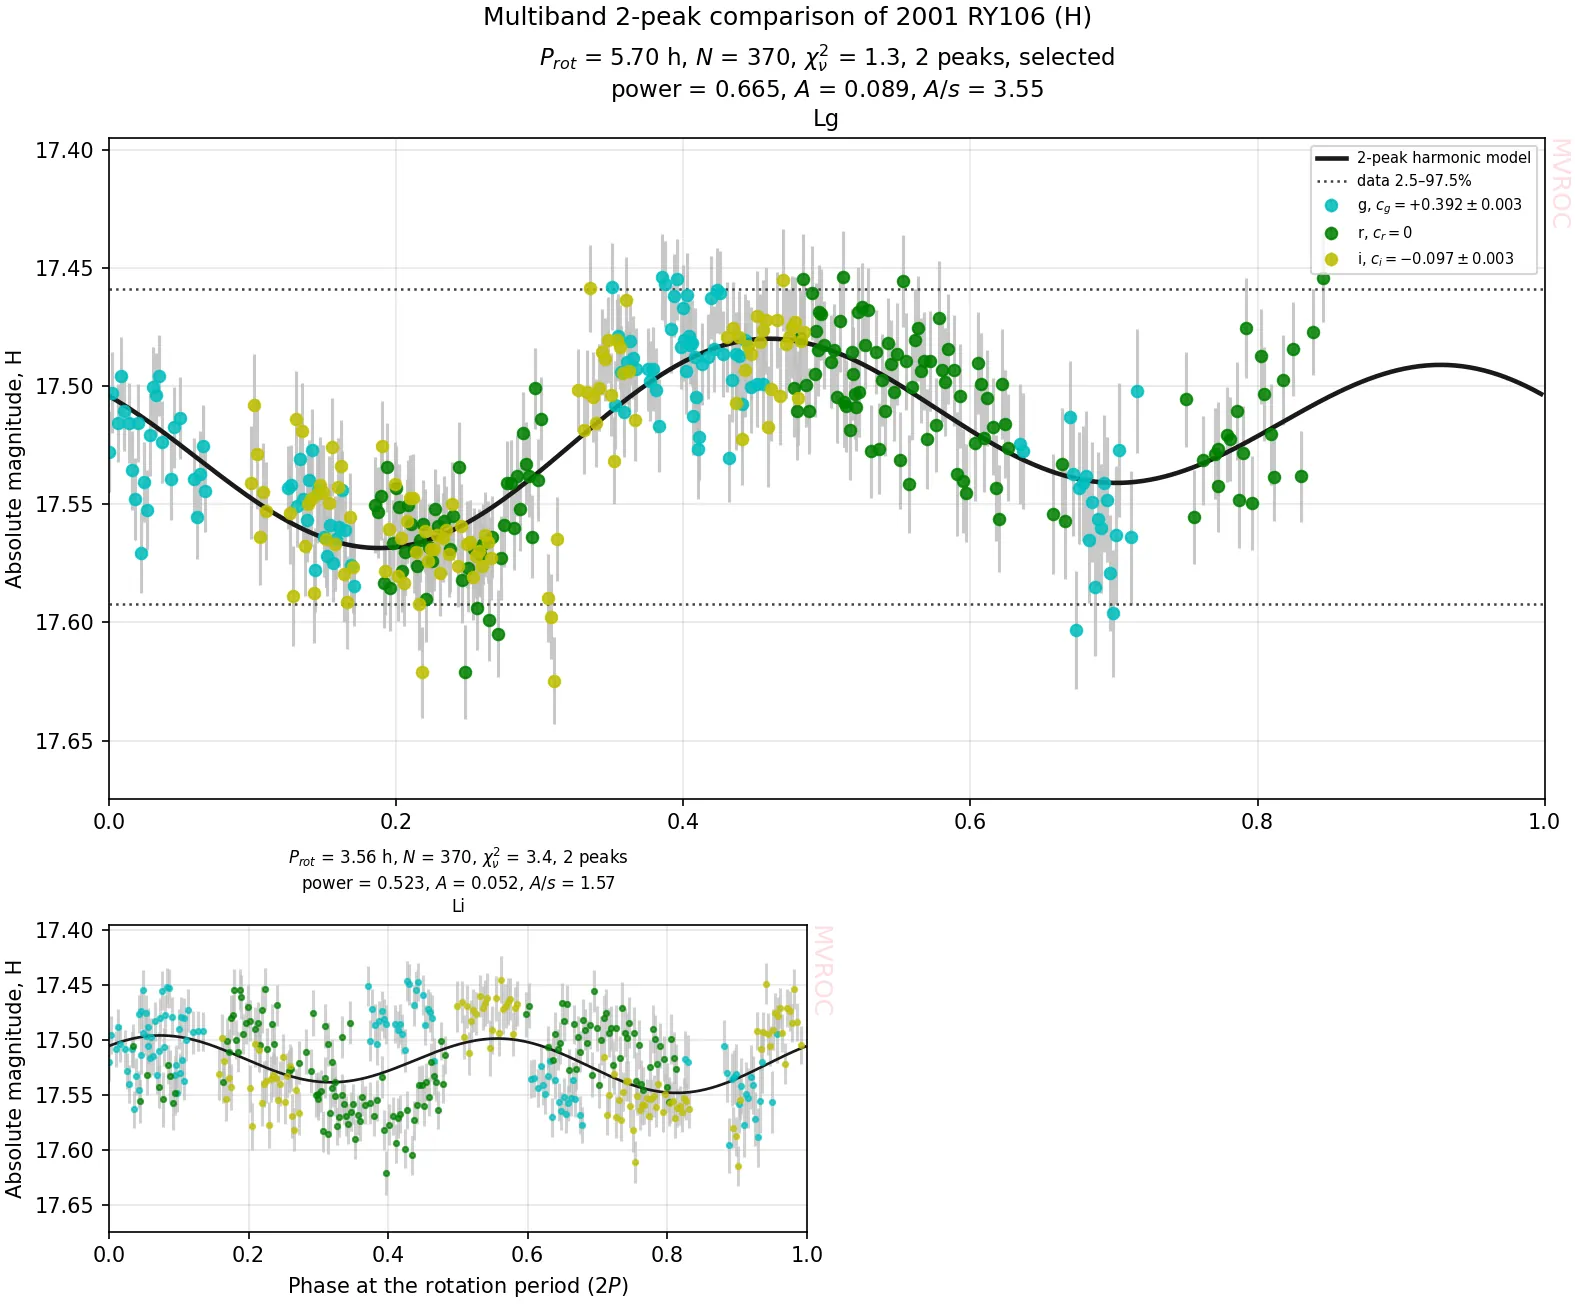 Multiband 2-peak comparison of 2001 RY106 (H)
P_rot = 5.70 h, N = 370, χ²_ν = 1.3, 2 peaks, selected
power = 0.665, A = 0.089, A/s = 3.55
Lg
17.40
17.45
17.50
17.55
17.60
17.65
Absolute magnitude, H
2-peak harmonic model
data 2.5–97.5%
g, c_g = +0.392 ± 0.003
r, c_r = 0
i, c_i = −0.097 ± 0.003
MVROC
0.0 0.2 0.4 0.6 0.8 1.0
P_rot = 3.56 h, N = 370, χ²_ν = 3.4, 2 peaks
power = 0.523, A = 0.052, A/s = 1.57
Li
17.40
17.45
17.50
17.55
17.60
17.65
Absolute magnitude, H
MVROC
0.0 0.2 0.4 0.6 0.8 1.0
Phase at the rotation period (2P)